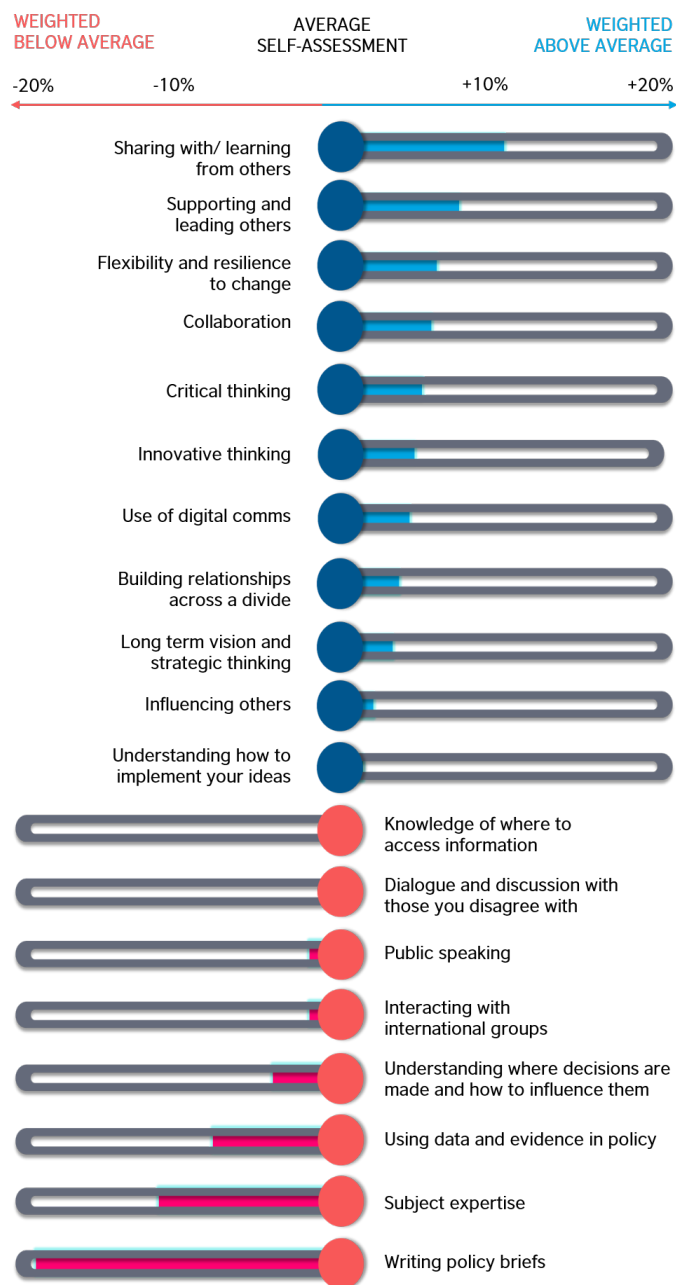 WEIGHTED
BELOW AVERAGE
AVERAGE
SELF-ASSESSMENT
WEIGHTED
ABOVE AVERAGE
-20%
-10%
+10%
+20%
Sharing with/ learning
from others
Supporting and
leading others
Flexibility and resilience
to change
Collaboration
Critical thinking
Innovative thinking
Use of digital comms
Building relationships
across a divide
Long term vision and
strategic thinking
Influencing others
Understanding how to
implement your ideas
Knowledge of where to
access information
Dialogue and discussion with
those you disagree with
Public speaking
Interacting with
international groups
Understanding where decisions are
made and how to influence them
Using data and evidence in policy
Subject expertise
Writing policy briefs